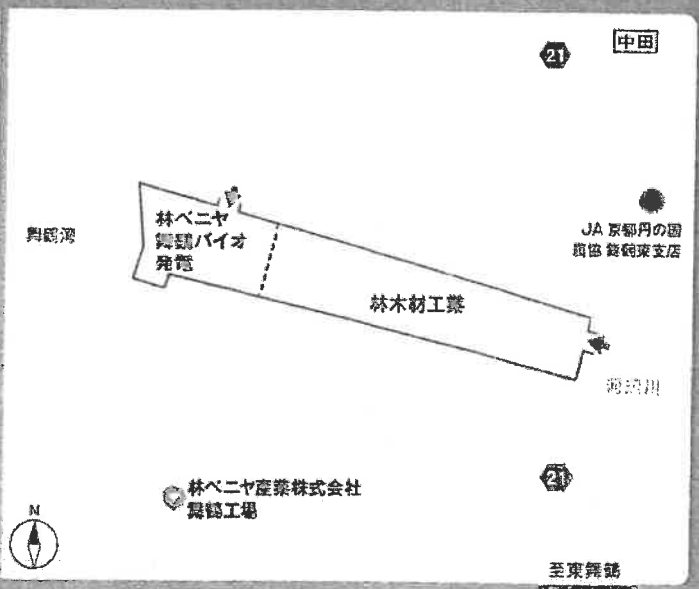 中田
21
舞鶴湾
林ベニヤ
舞鶴バイオ
発電
JA 京都丹の国
農協 舞鶴東支店
林木材工業
林ベニヤ産業株式会社
舞鶴工場
21
N
至東舞鶴